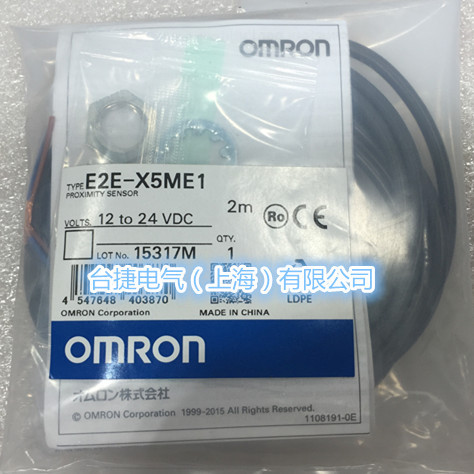 OMRON
TYPE E2E-X5ME1
PROXIMITY SENSOR
VOLTS. 12 to 24 VDC 2m
Ro CE
LOT No. 15317M
QTY. 1
台捷电气（上海）有限公司
4 547648 403870
LDPE
OMRON Corporation MADE IN CHINA
OMRON
オムロン株式会社
© OMRON Corporation 1999-2015 All Rights Reserved.
1108191-0E